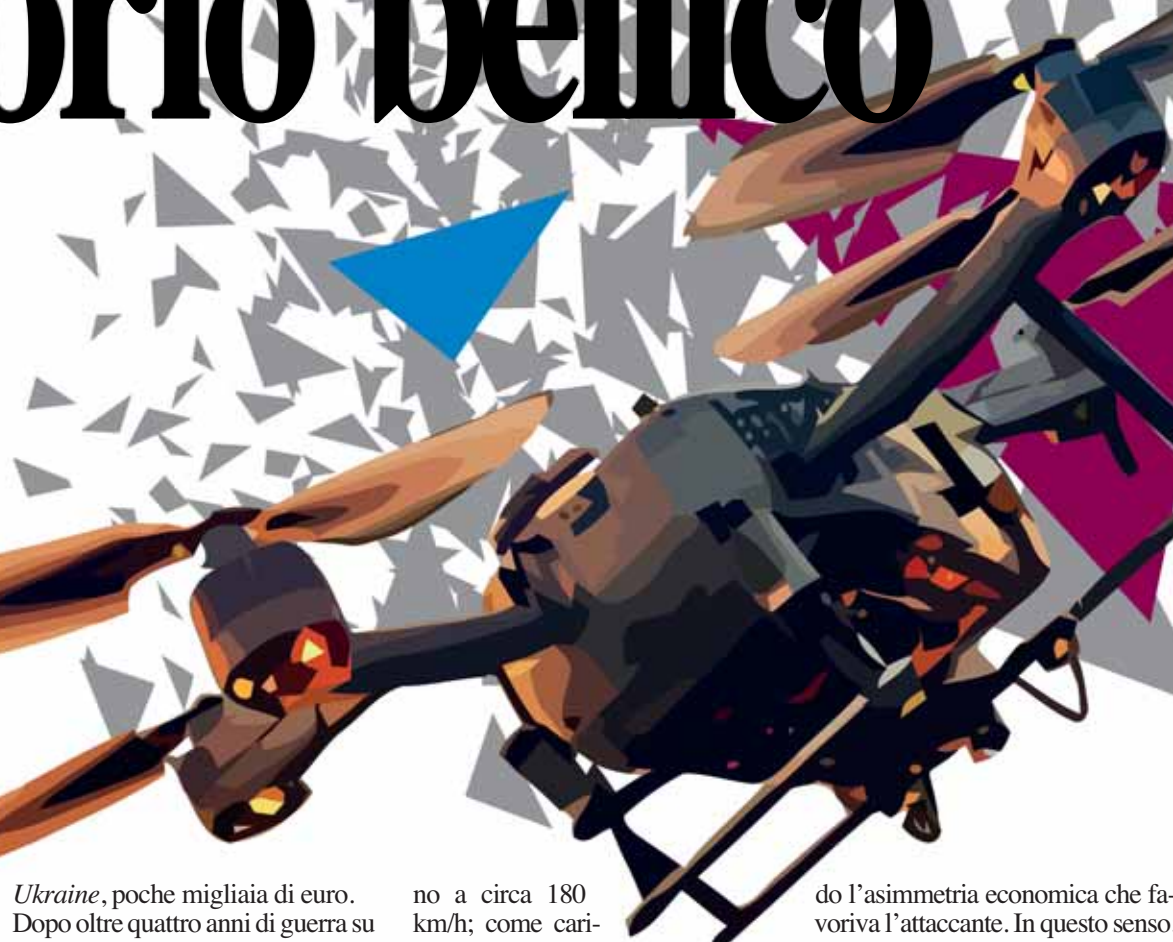 orio bellico
Ukraine, poche migliaia di euro.
Dopo oltre quattro anni di guerra su
no a circa 180
km/h; come cari-
do l'asimmetria economica che fa-
voriva l'attaccante. In questo senso